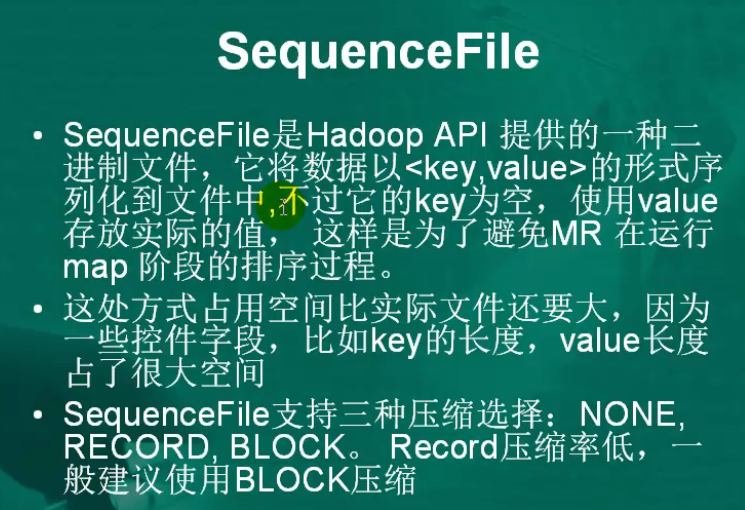 SequenceFile
• SequenceFile是Hadoop API 提供的一种二
进制文件，它将数据以<key,value>的形式序
列化到文件中,不过它的key为空，使用value
存放实际的值， 这样是为了避免MR 在运行
map 阶段的排序过程。
• 这处方式占用空间比实际文件还要大，因为
一些控件字段，比如key的长度，value长度
占了很大空间
• SequenceFile支持三种压缩选择：NONE,
RECORD, BLOCK。 Record压缩率低，一
般建议使用BLOCK压缩